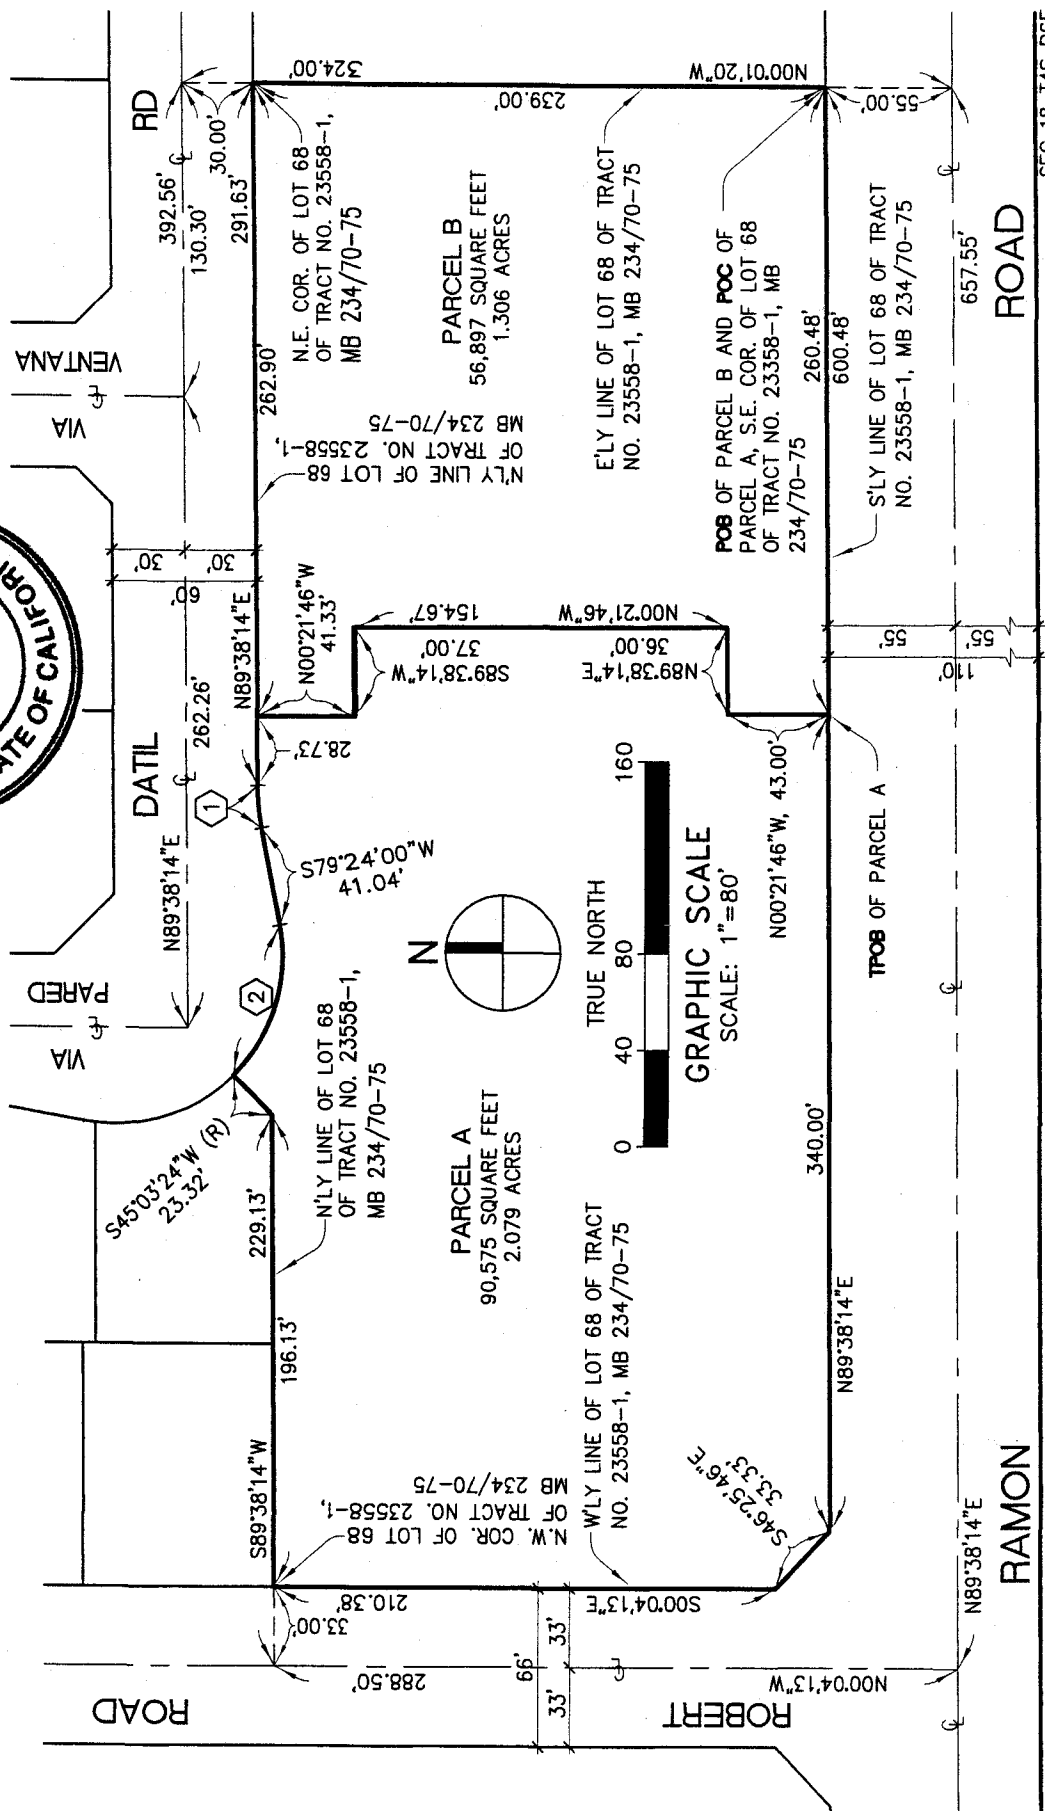 ATE OF CALIFOR
RD
DATIL
392.56'
130.30'
30.00'
291.63'
324.00'
N.E. COR. OF LOT 68
OF TRACT NO. 23558-1,
MB 234/70-75
VIA
VENTANA
262.90'
N'LY LINE OF LOT 68
OF TRACT NO. 23558-1,
MB 234/70-75
PARCEL B
56,897 SQUARE FEET
1.306 ACRES
239.00'
N00°01'20"W
55.00'
E'LY LINE OF LOT 68 OF TRACT
NO. 23558-1, MB 234/70-75
POB OF PARCEL B AND POC OF
PARCEL A, S.E. COR. OF LOT 68
OF TRACT NO. 23358-1, MB
234/70-75
260.48'
600.48'
S'LY LINE OF LOT 68 OF TRACT
NO. 23558-1, MB 234/70-75
657.55'
ROAD
30'
30'
60'
262.26'
N89°38'14"E
N00°21'46"W
41.33'
S89°38'14"W
37.00'
154.67'
N00°21'46"W
N89°38'14"E
36.00'
55'
55'
110'
28.73'
1
S76°24'00"W
41.04'
N89°38'14"E
2
VIA
PARED
N
TRUE NORTH
0 40 80 160
GRAPHIC SCALE
SCALE: 1"=80'
N00°21'46"W, 43.00'
TPOB OF PARCEL A
S45°03'24"W (R)
23.32'
229.13'
N'LY LINE OF LOT 68
OF TRACT NO. 23558-1,
MB 234/70-75
PARCEL A
90,575 SQUARE FEET
2.079 ACRES
340.00'
N89°38'14"E
196.13'
S89°38'14"W
N.W. COR. OF LOT 68
OF TRACT NO. 23558-1,
MB 234/70-75
W'LY LINE OF LOT 68 OF TRACT
NO. 23558-1, MB 234/70-75
S46°25'46"E
33.33'
210.38'
S00°04'13"E
33.00'
288.50'
66'
33'
33'
N00°04'13"W
ROBERT
ROAD
N89°38'14"E
RAMON